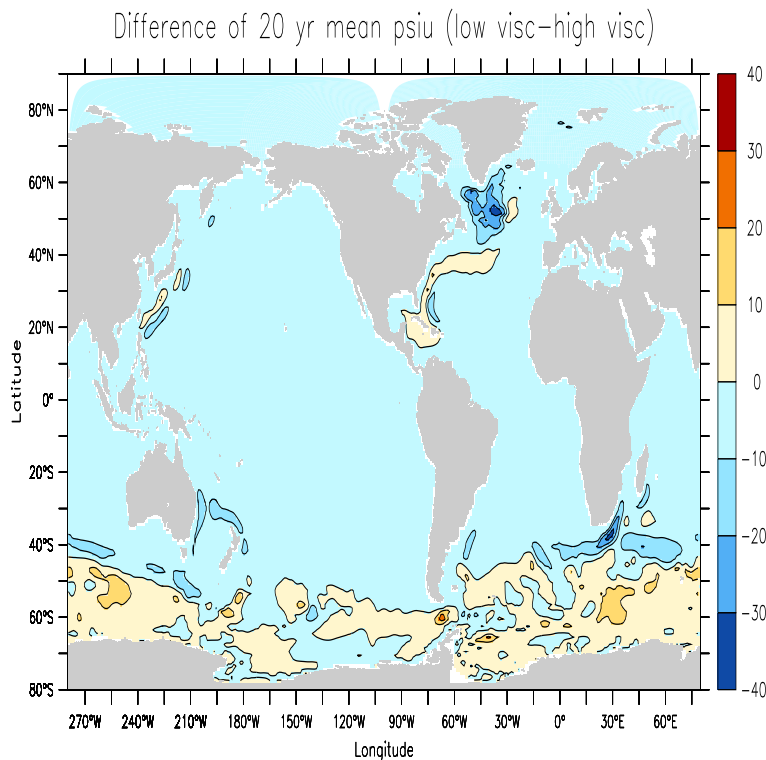 Difference of 20 yr mean psiu (low visc-high visc)
80°N
60°N
40°N
20°N
0°
20°S
40°S
60°S
80°S
Latitude
270°W 240°W 210°W 180°W 150°W 120°W 90°W 60°W 30°W 0° 30°E 60°E
Longitude
40
30
20
10
0
-10
-20
-30
-40